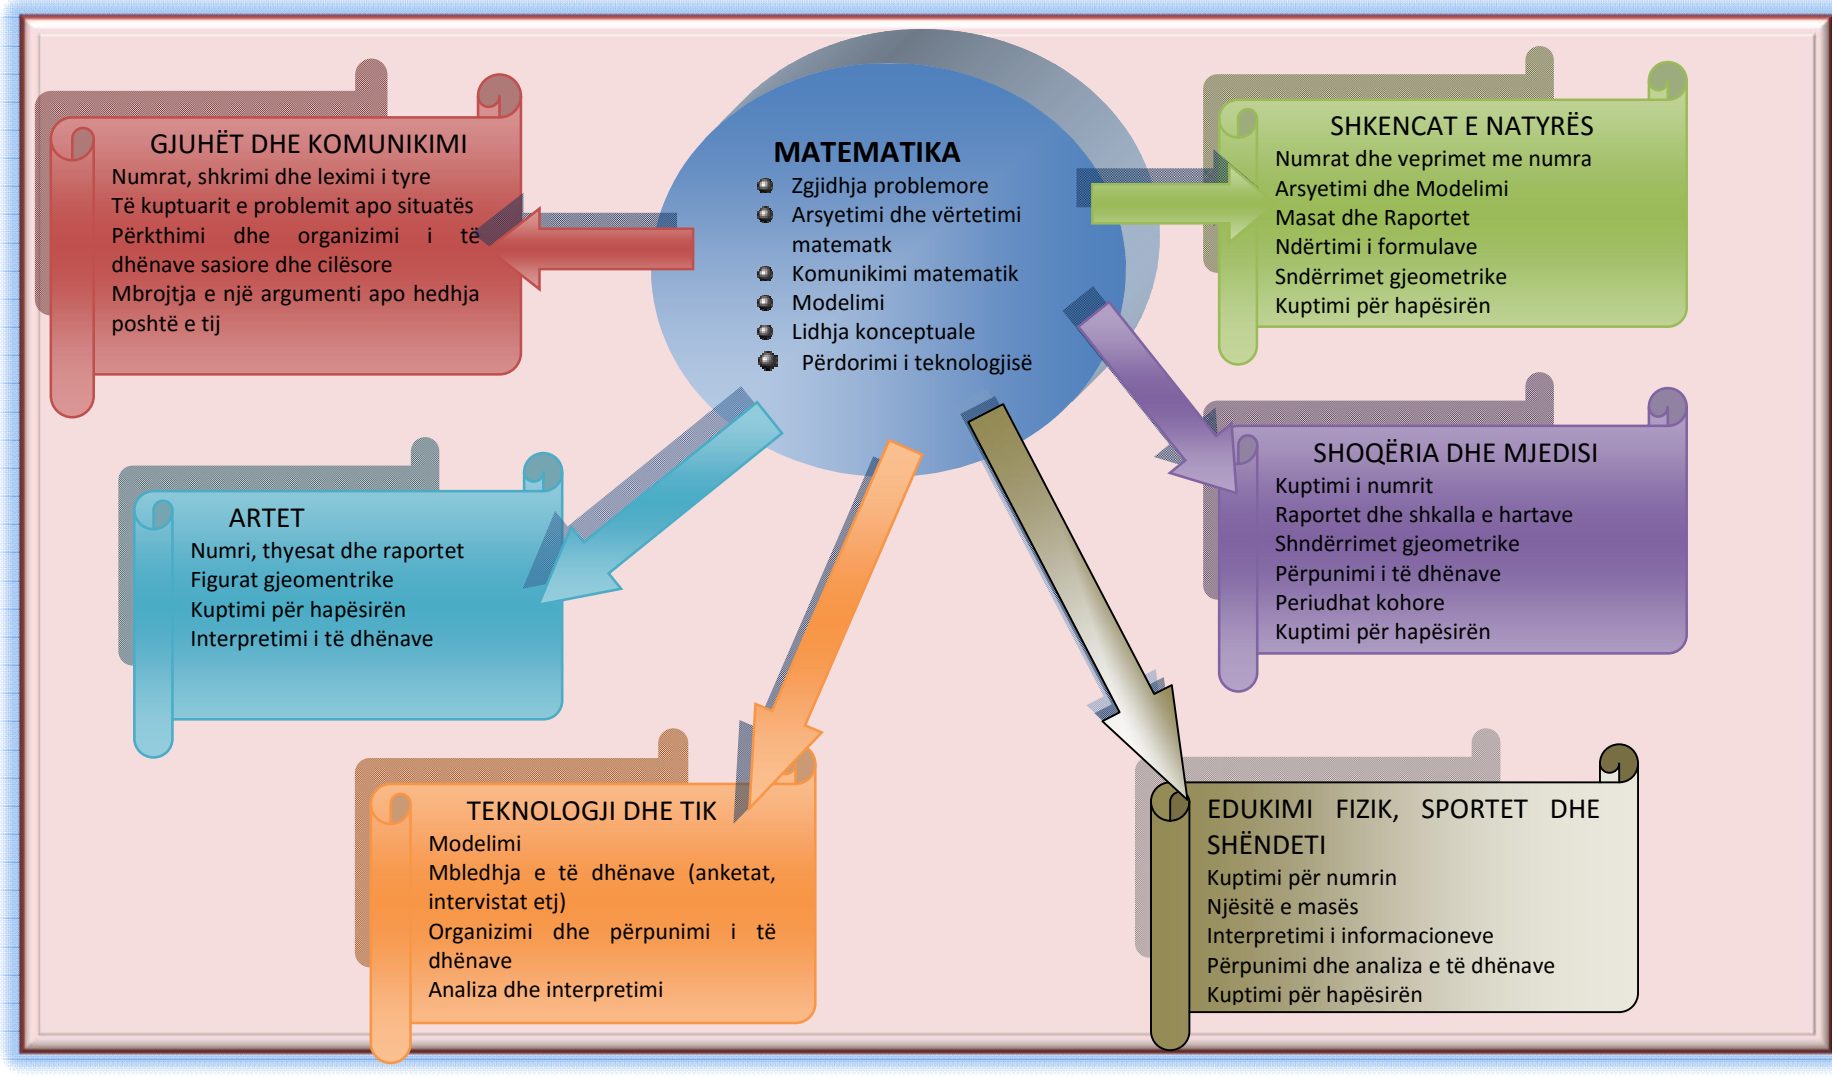 GJUHËT DHE KOMUNIKIMI
Numrat, shkrimi dhe leximi i tyre
Të kuptuarit e problemit apo situatës
Përkthimi dhe organizimi i të
dhënave sasiore dhe cilësore
Mbrojtja e një argumenti apo hedhja
poshtë e tij
MATEMATIKA
Zgjidhja problemore
Arsyetimi dhe vërtetimi
matematk
Komunikimi matematik
Modelimi
Lidhja konceptuale
Përdorimi i teknologjisë
SHKENCAT E NATYRËS
Numrat dhe veprimet me numra
Arsyetimi dhe Modelimi
Masat dhe Raportet
Ndërtimi i formulave
Sndërrimet gjeometrike
Kuptimi për hapësirën
ARTET
Numri, thyesat dhe raportet
Figurat gjeomentrike
Kuptimi për hapësirën
Interpretimi i të dhënave
SHOQËRIA DHE MJEDISI
Kuptimi i numrit
Raportet dhe shkalla e hartave
Shndërrimet gjeometrike
Përpunimi i të dhënave
Periudhat kohore
Kuptimi për hapësirën
TEKNOLOGJI DHE TIK
Modelimi
Mbledhja e të dhënave (anketat,
intervistat etj)
Organizimi dhe përpunimi i të
dhënave
Analiza dhe interpretimi
EDUKIMI FIZIK, SPORTET DHE
SHËNDETI
Kuptimi për numrin
Njësitë e masës
Interpretimi i informacioneve
Përpunimi dhe analiza e të dhënave
Kuptimi për hapësirën